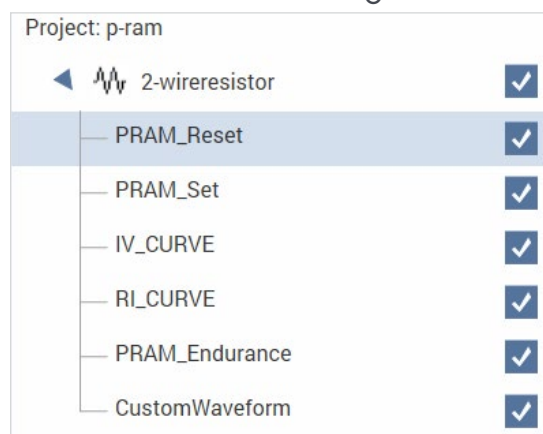 Project: p-ram
2-wireresistor
PRAM_Reset
PRAM_Set
IV_CURVE
RI_CURVE
PRAM_Endurance
CustomWaveform